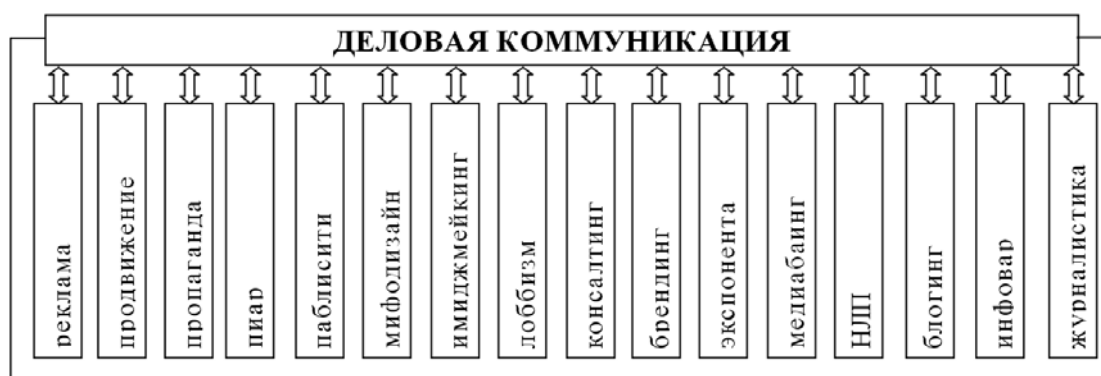 ДЕЛОВАЯ КОММУНИКАЦИЯ
реклама
продвижение
пропаганда
пиар
паблисити
мифодизайн
имиджмейкинг
лоббизм
консалтинг
брендинг
экспонента
медиабаинг
НЛП
блогинг
инфовар
журналистика